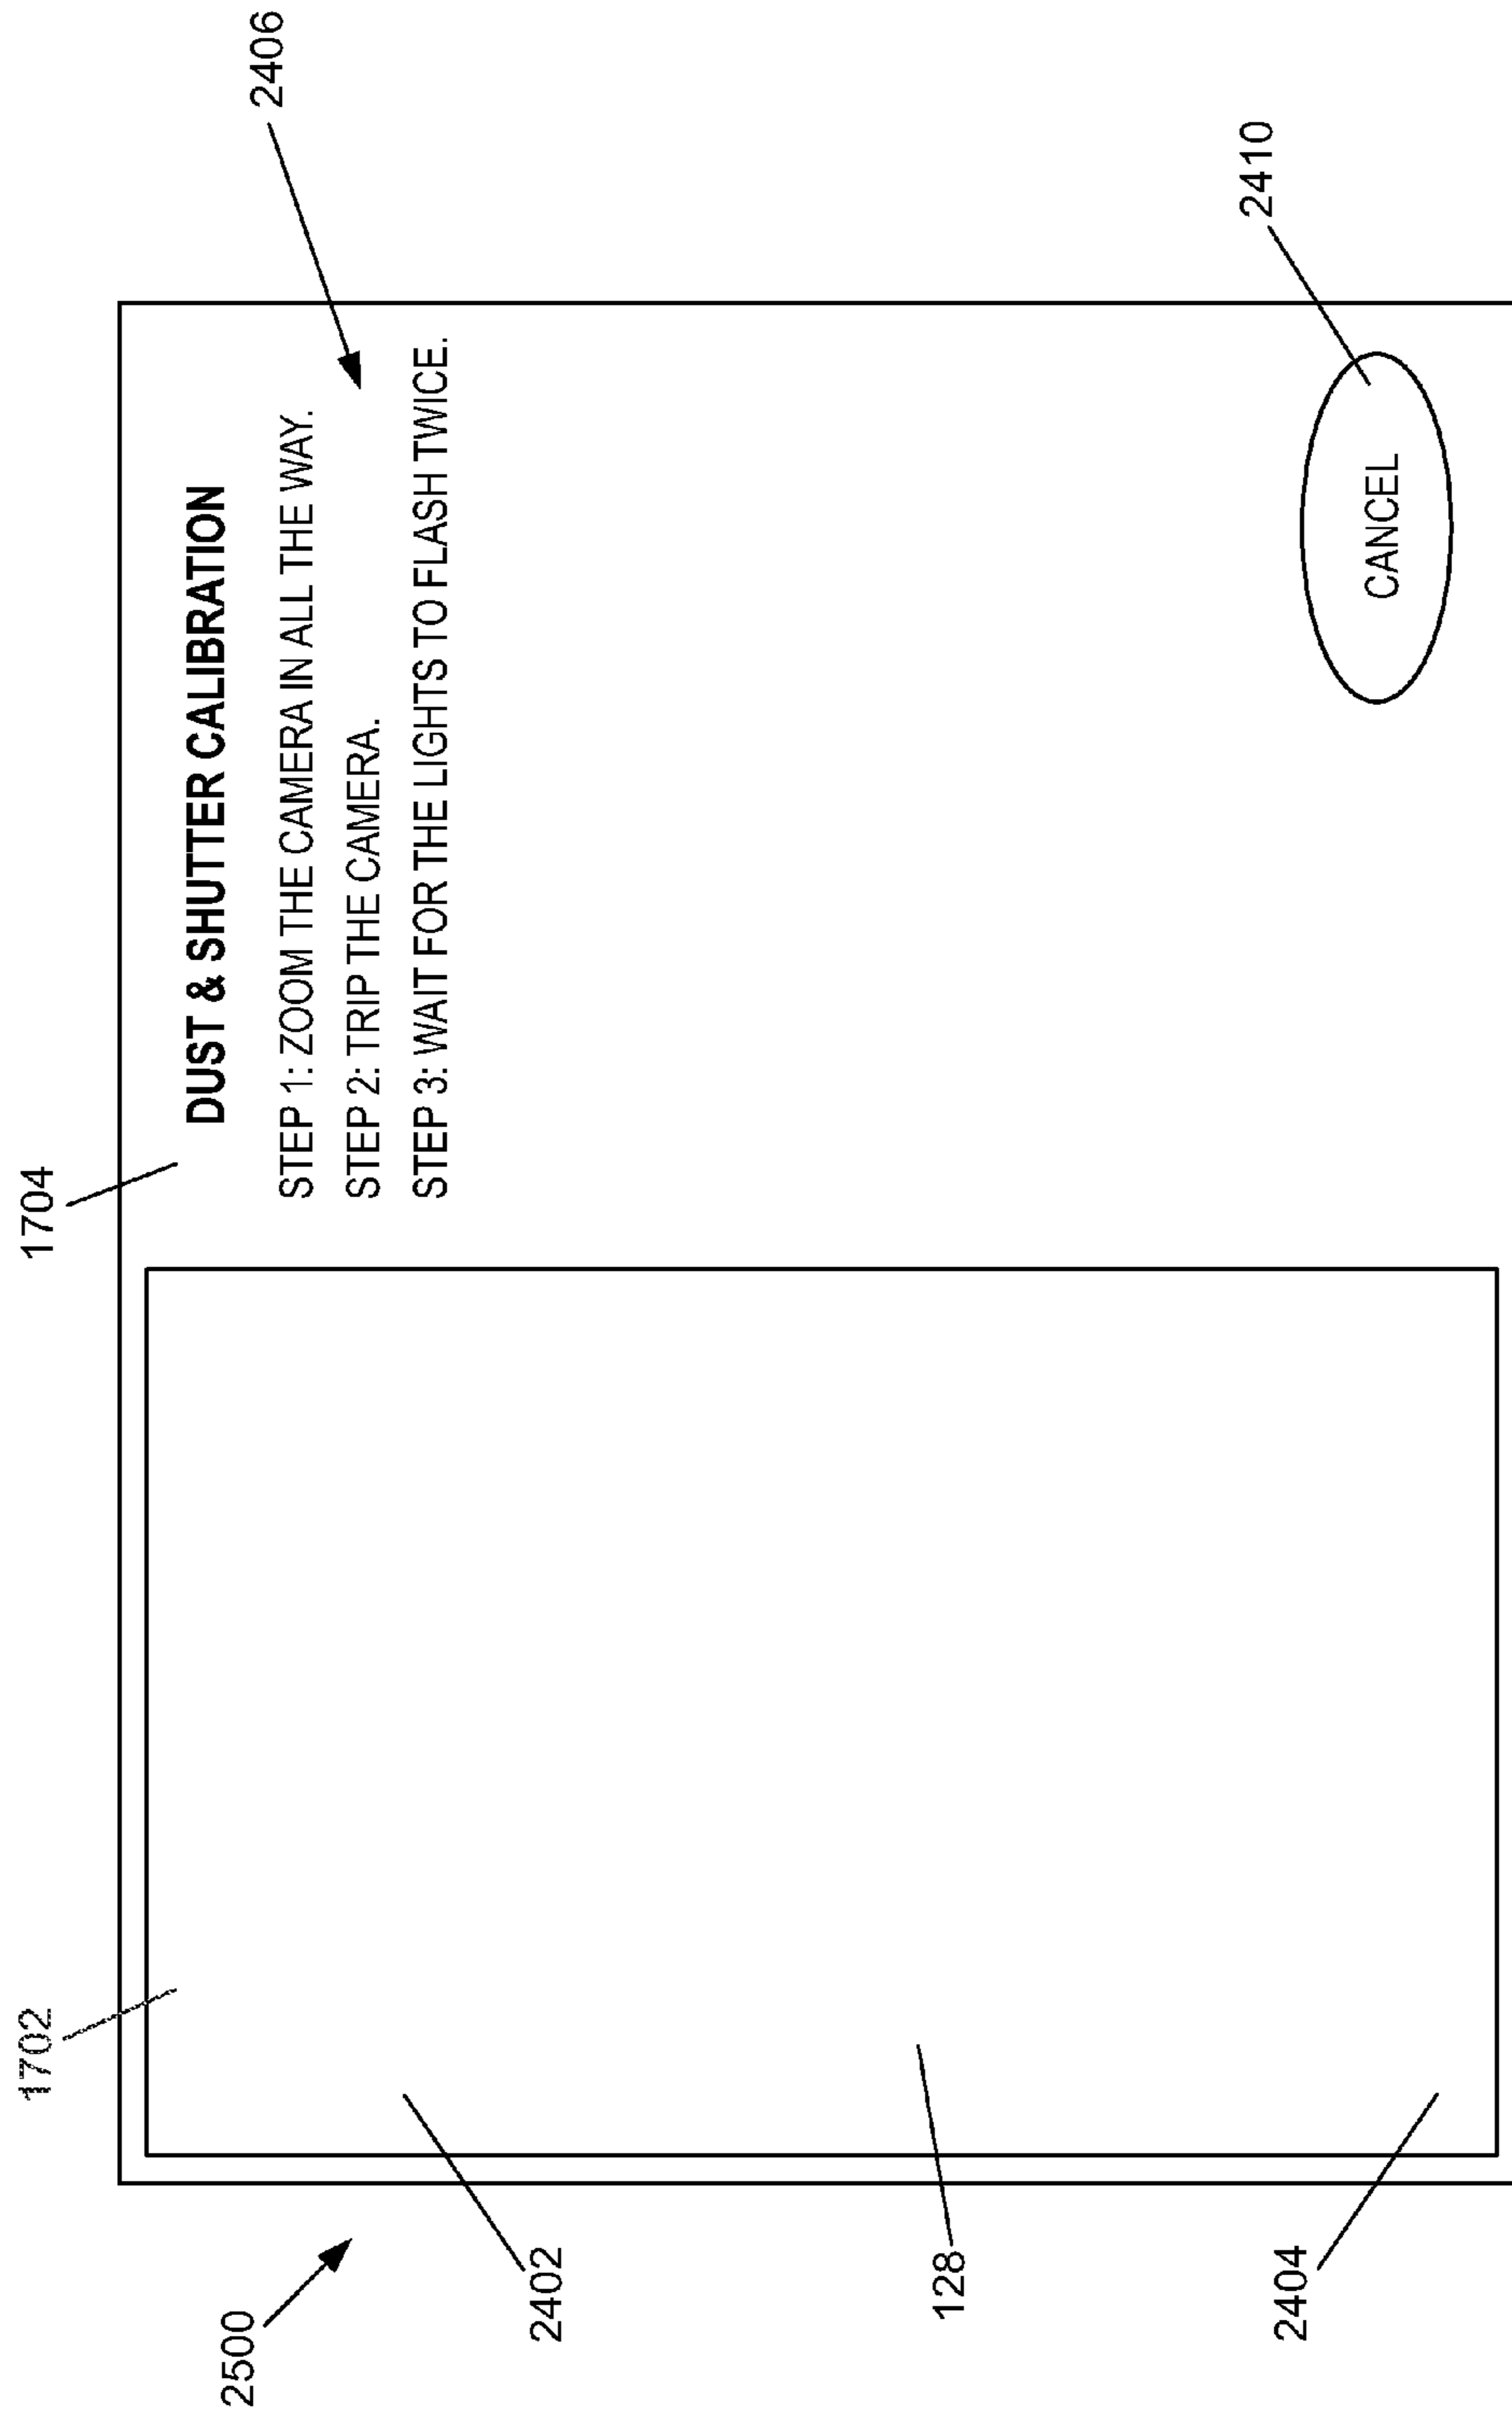 1702
1704
2500
2406
DUST & SHUTTER CALIBRATION
STEP 1: ZOOM THE CAMERA IN ALL THE WAY.
STEP 2: TRIP THE CAMERA.
STEP 3: WAIT FOR THE LIGHTS TO FLASH TWICE.
2402
128
2404
2410
CANCEL